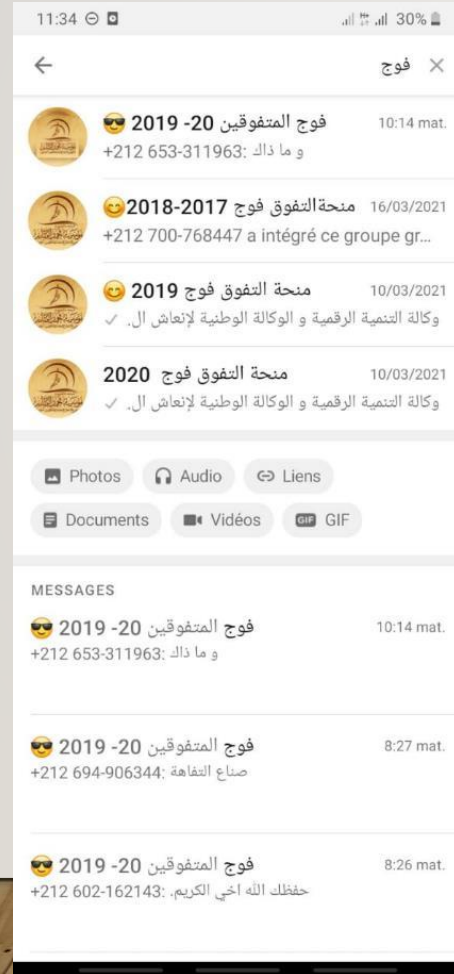 11:34 30%
فوج
فوج المتفوقين 20- 2019 😎 10:14 mat.
+212 653-311963: و ما ذاك
منحةالتفوق فوج 2017-2018😊 16/03/2021
+212 700-768447 a intégré ce groupe gr...
منحة التفوق فوج 2019 😊 10/03/2021
وكالة التنمية الرقمية و الوكالة الوطنية لإنعاش ال. ✓
منحة التفوق فوج 2020 10/03/2021
وكالة التنمية الرقمية و الوكالة الوطنية لإنعاش ال. ✓
Photos Audio Liens
Documents Vidéos GIF GIF
MESSAGES
فوج المتفوقين 20- 2019 😎 10:14 mat.
+212 653-311963: و ما ذاك
فوج المتفوقين 20- 2019 😎 8:27 mat.
+212 694-906344: صناع التفاهة
فوج المتفوقين 20- 2019 😎 8:26 mat.
+212 602-162143: حفظك الله اخي الكريم.